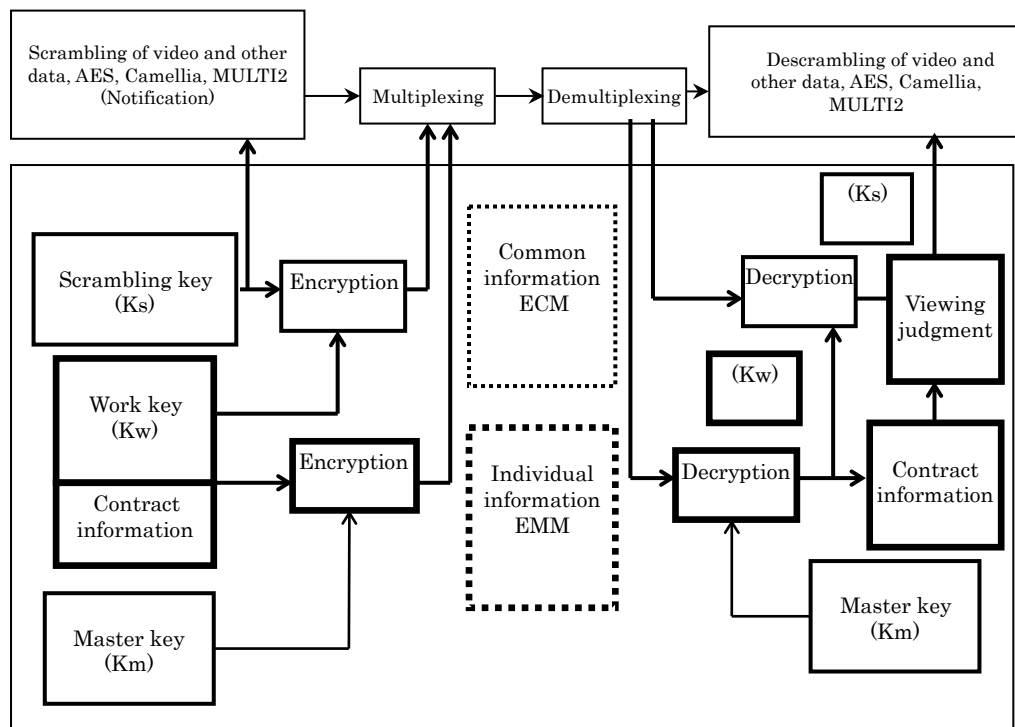 Scrambling of video and other
data, AES, Camellia, MULTI2
(Notification)
Multiplexing
Demultiplexing
Descrambling of video and
other data, AES, Camellia,
MULTI2
Scrambling key
(Ks)
Encryption
Common
information
ECM
Decryption
(Ks)
Viewing
judgment
Work key
(Kw)
Contract
information
Encryption
Individual
information
EMM
(Kw)
Decryption
Contract
information
Master key
(Km)
Master key
(Km)